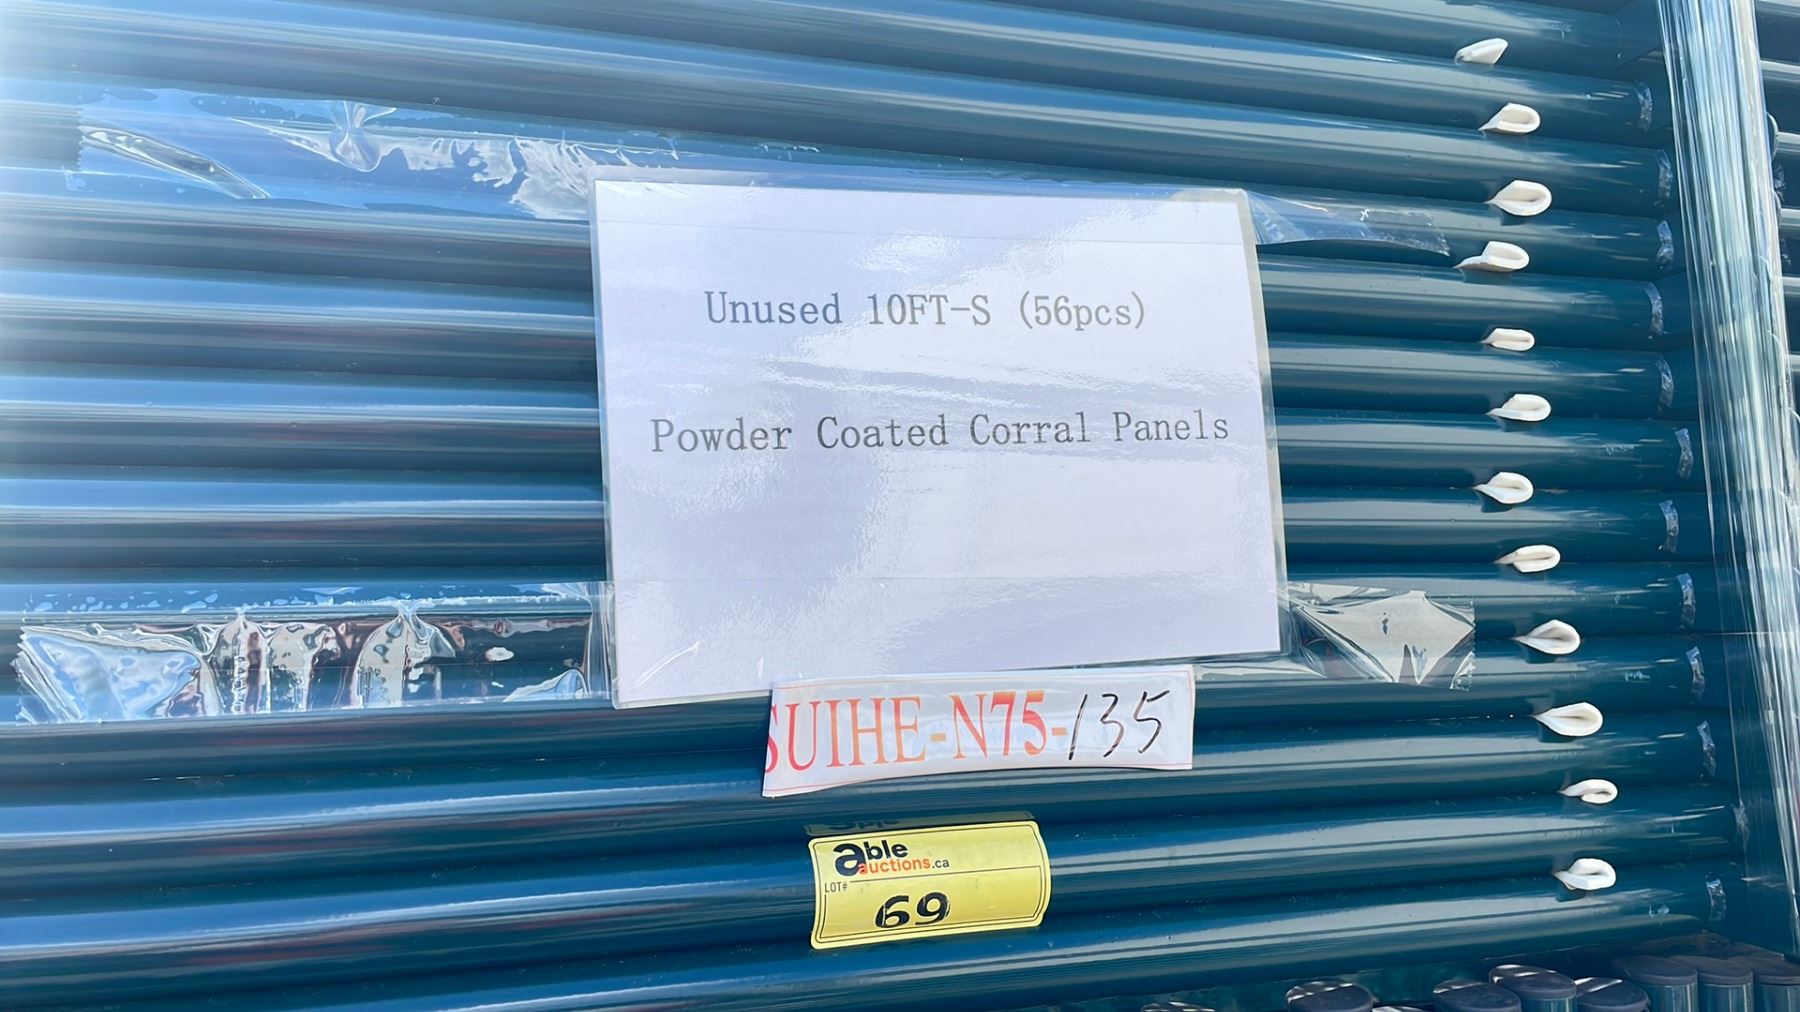 Unused 10FT-S (56pcs)
Powder Coated Corral Panels
SUIHE-N75-135
able
auctions.ca
LOT#
69